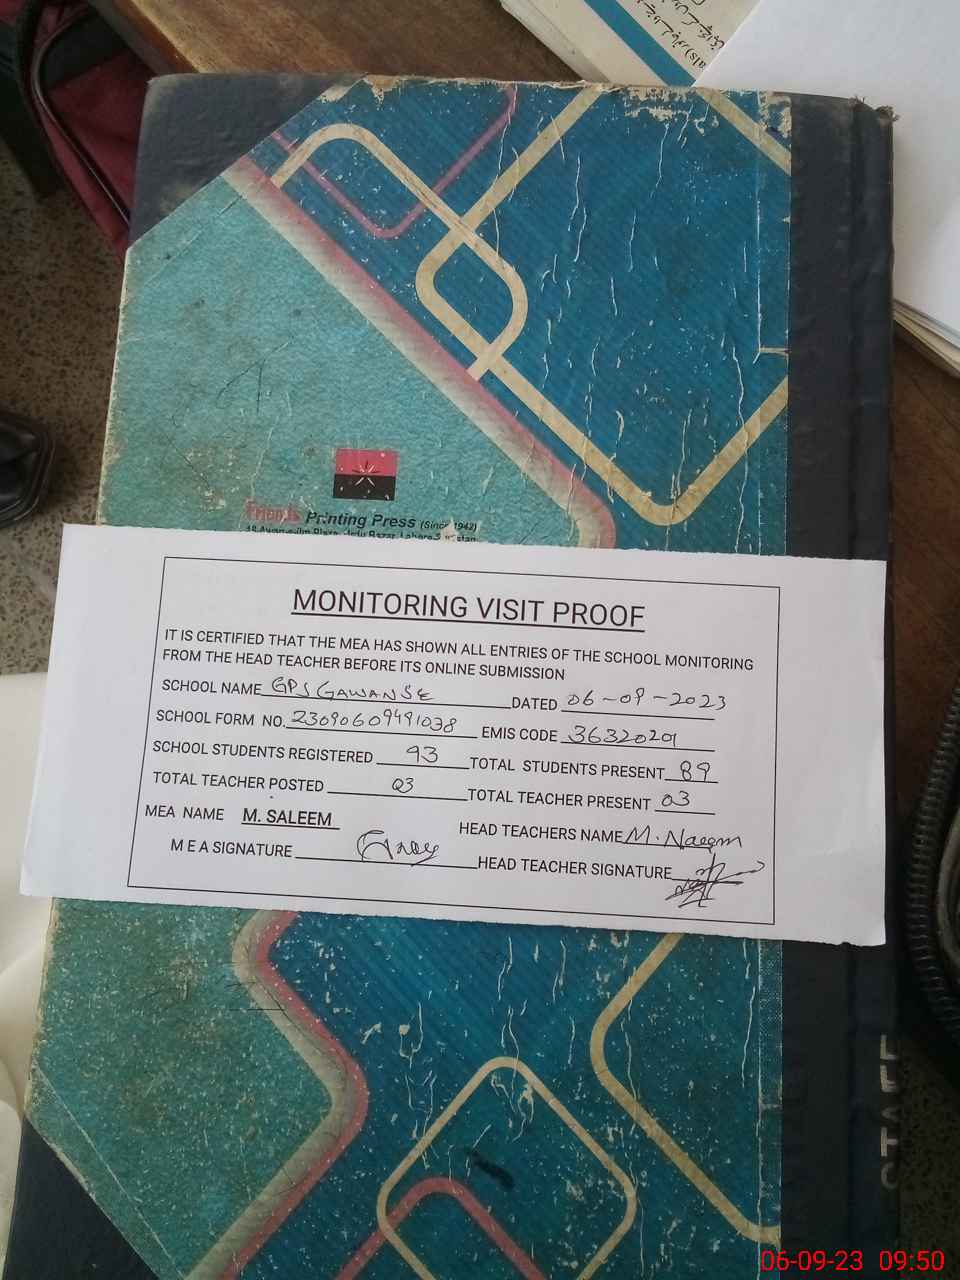 Friends Printing Press (Since 1942)
MONITORING VISIT PROOF
IT IS CERTIFIED THAT THE MEA HAS SHOWN ALL ENTRIES OF THE SCHOOL MONITORING
FROM THE HEAD TEACHER BEFORE ITS ONLINE SUBMISSION
SCHOOL NAME GPS GAWANSE DATED 06-09-2023
SCHOOL FORM NO. 23090609491038 EMIS CODE 36320201
SCHOOL STUDENTS REGISTERED 93 TOTAL STUDENTS PRESENT 89
TOTAL TEACHER POSTED 03 TOTAL TEACHER PRESENT 03
MEA NAME M. SALEEM HEAD TEACHERS NAME M. Naeem
M E A SIGNATURE HEAD TEACHER SIGNATURE
06-09-23 09:50